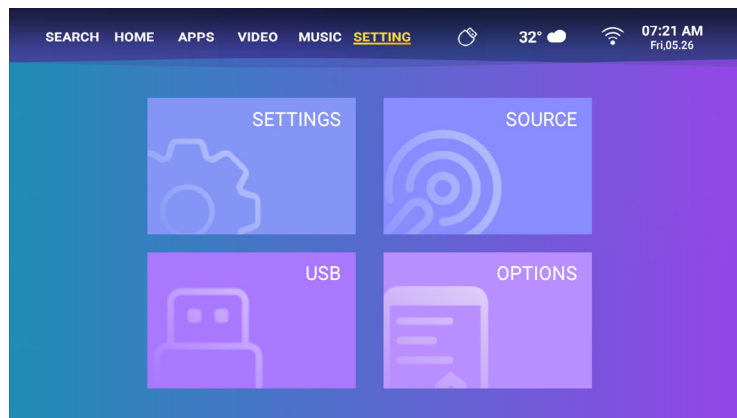 SEARCH HOME APPS VIDEO MUSIC SETTING 32° 07:21 AM
Fri,05.26
SETTINGS SOURCE
USB OPTIONS